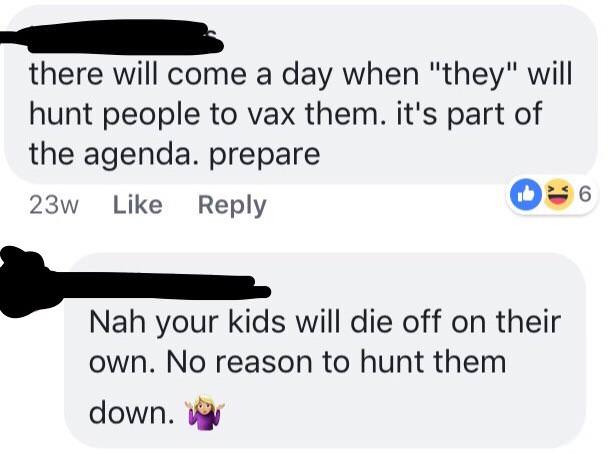 there will come a day when "they" will
hunt people to vax them. it's part of
the agenda. prepare
23w Like Reply
6
Nah your kids will die off on their
own. No reason to hunt them
down. 🤷🏼‍♀️